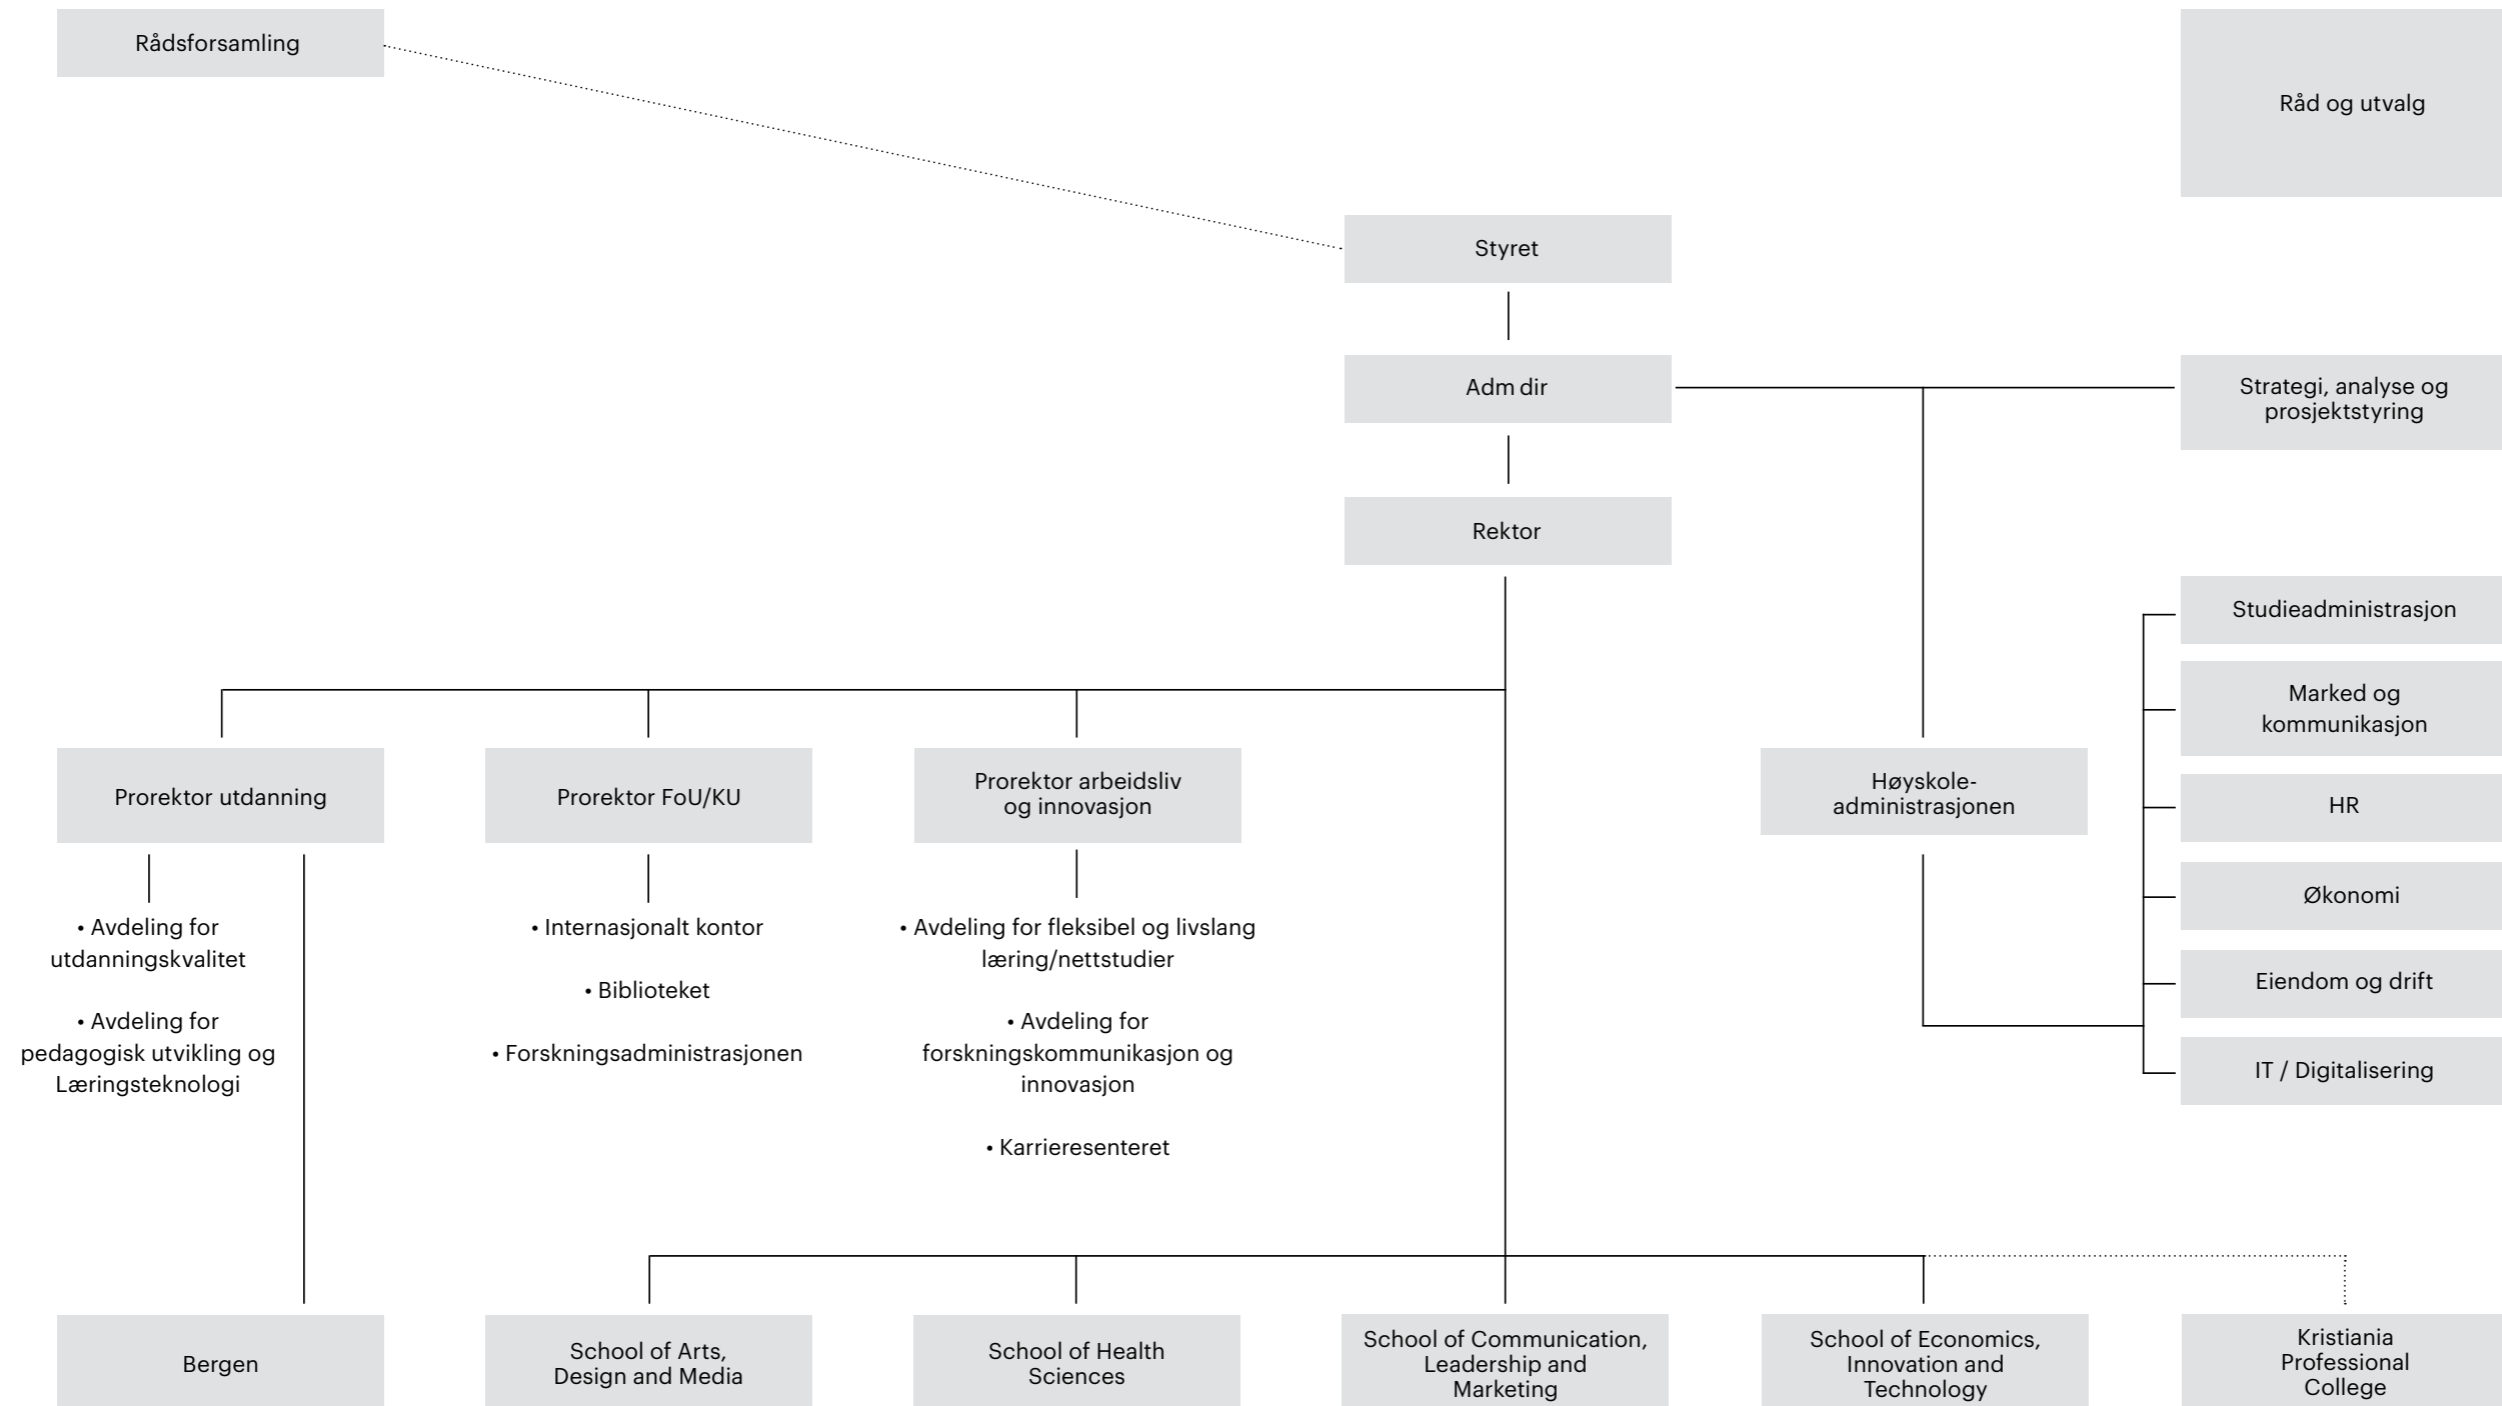 Rådsforsamling
Råd og utvalg
Styret
Adm dir
Strategi, analyse og
prosjektstyring
Rektor
Studieadministrasjon
Marked og
kommunikasjon
HR
Økonomi
Eiendom og drift
IT / Digitalisering
Prorektor utdanning
Prorektor FoU/KU
Prorektor arbeidsliv
og innovasjon
Høyskole-
administrasjonen
• Avdeling for
utdanningskvalitet
• Avdeling for
pedagogisk utvikling og
Læringsteknologi
• Internasjonalt kontor
• Biblioteket
• Forskningsadministrasjonen
• Avdeling for fleksibel og livslang
læring/nettstudier
• Avdeling for
forskningskommunikasjon og
innovasjon
• Karrieresenteret
Bergen
School of Arts,
Design and Media
School of Health
Sciences
School of Communication,
Leadership and
Marketing
School of Economics,
Innovation and
Technology
Kristiania
Professional
College